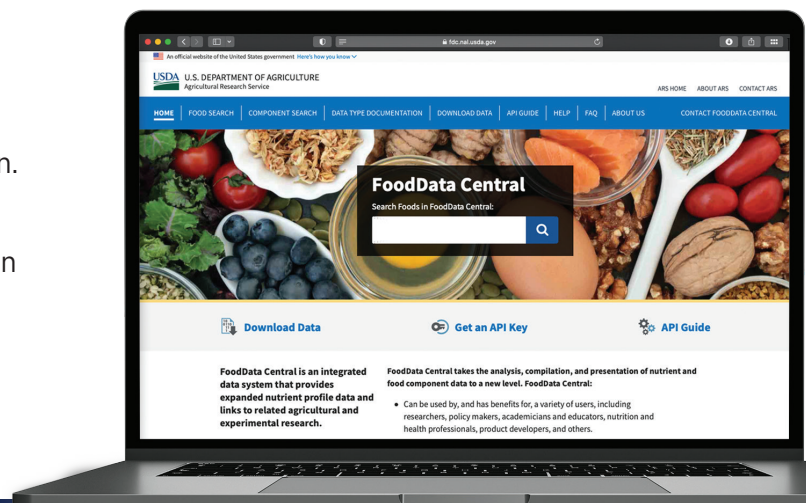 n.
n
fdc.nal.usda.gov
An official website of the United States government Here's how you know
USDA U.S. DEPARTMENT OF AGRICULTURE
Agricultural Research Service
ARS HOME ABOUT ARS CONTACT ARS
HOME FOOD SEARCH COMPONENT SEARCH DATA TYPE DOCUMENTATION DOWNLOAD DATA API GUIDE HELP FAQ ABOUT US CONTACT FOODDATA CENTRAL
FoodData Central
Search Foods in FoodData Central:
Download Data
Get an API Key
API Guide
FoodData Central is an integrated
data system that provides
expanded nutrient profile data and
links to related agricultural and
experimental research.
FoodData Central takes the analysis, compilation, and presentation of nutrient and
food component data to a new level. FoodData Central:
• Can be used by, and has benefits for, a variety of users, including
researchers, policy makers, academicians and educators, nutrition and
health professionals, product developers, and others.